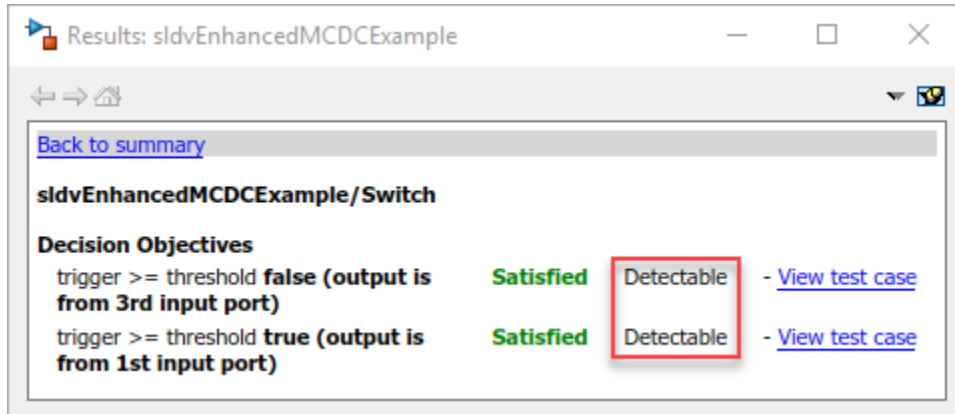 Results: sldvEnhancedMCDCExample
Back to summary
sldvEnhancedMCDCExample/Switch
Decision Objectives
trigger >= threshold false (output is from 3rd input port) Satisfied Detectable - View test case
trigger >= threshold true (output is from 1st input port) Satisfied Detectable - View test case